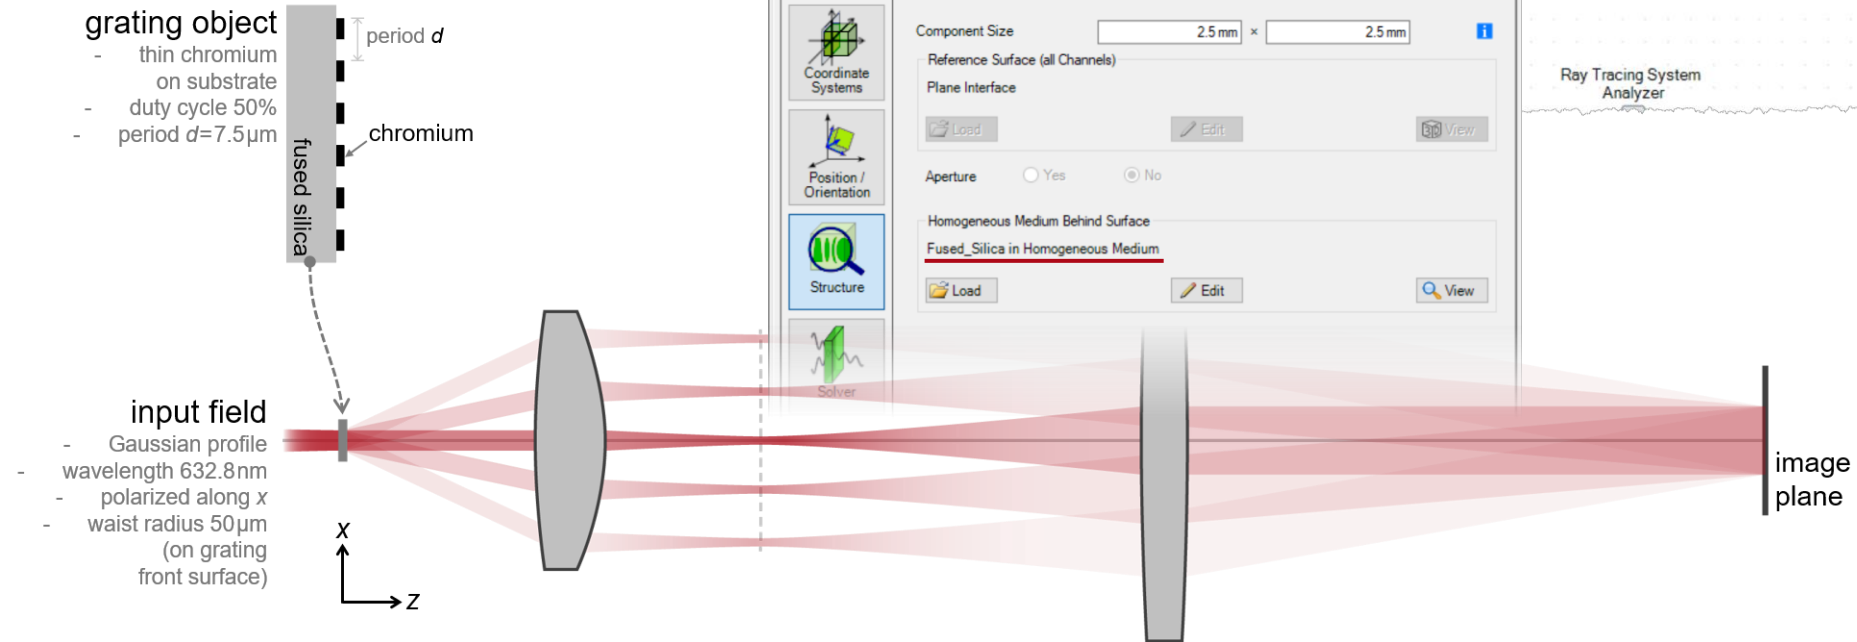 grating object
- thin chromium
on substrate
- duty cycle 50%
- period d=7.5μm
period d
chromium
fused silica
input field
- Gaussian profile
- wavelength 632.8nm
- polarized along x
- waist radius 50μm
(on grating
front surface)
x
z
Coordinate
Systems
Position /
Orientation
Structure
Solver
Component Size 2.5 mm × 2.5 mm
Reference Surface (all Channels)
Plane Interface
Load Edit View
Aperture Yes No
Homogeneous Medium Behind Surface
Fused_Silica in Homogeneous Medium
Load Edit View
Ray Tracing System
Analyzer
image
plane